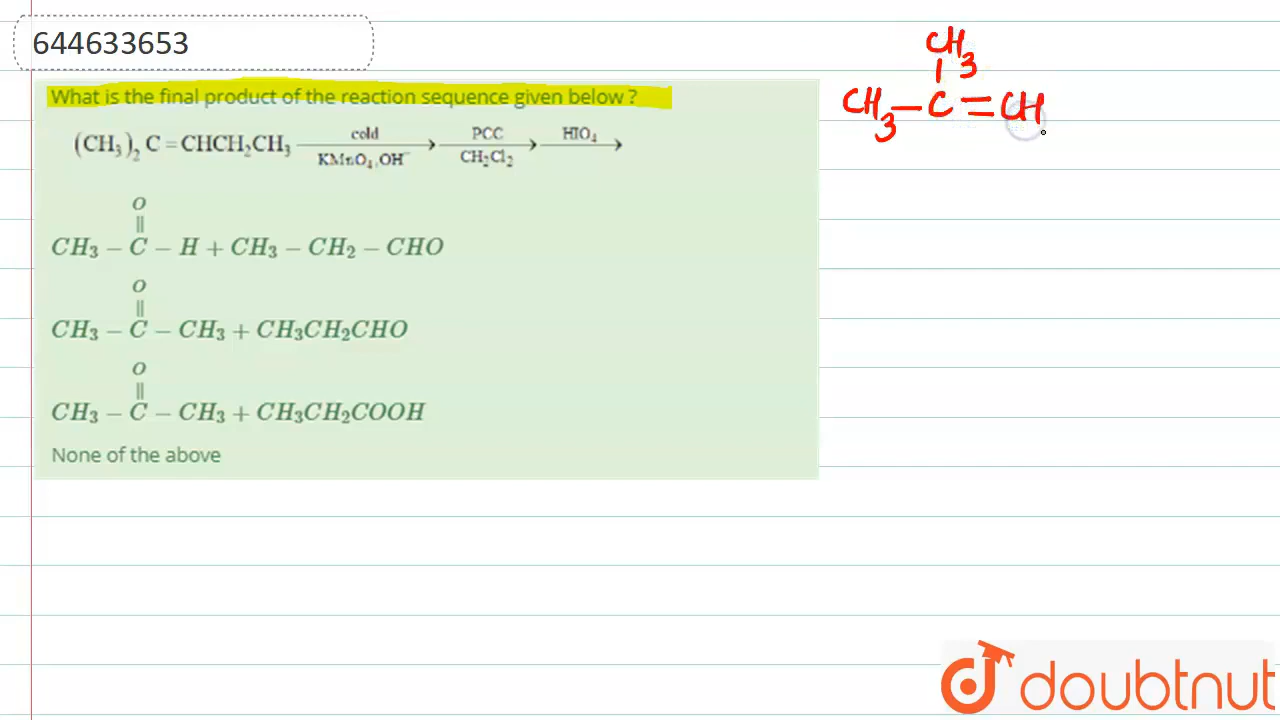 644633653
What is the final product of the reaction sequence given below ?
(CH₃)₂ C = CHCH₂CH₃ cold KMnO₄,OH⁻ → PCC CH₂Cl₂ → HIO₄ →
O
||
CH₃ − C − H + CH₃ − CH₂ − CHO
O
||
CH₃ − C − CH₃ + CH₃CH₂CHO
O
||
CH₃ − C − CH₃ + CH₃CH₂COOH
None of the above
CH₃
|
CH₃ − C = CH
doubtnut